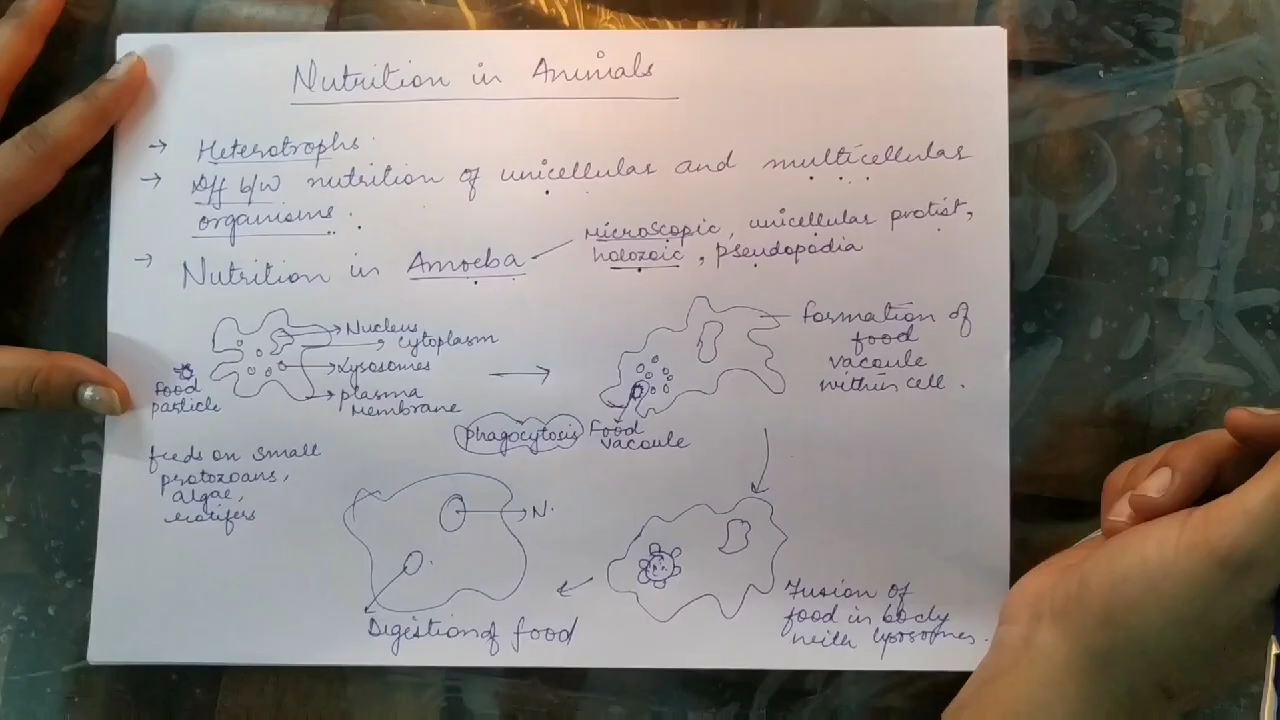 Nutrition in Animals
→ Heterotrophs.
→ Diff b/w nutrition of unicellular and multicellular
organisms.
→ Nutrition in Amoeba
microscopic, unicellular protist,
holozoic, pseudopodia
Nucleus
cytoplasm
Lysosomes
plasma
membrane
food
particle
feeds on small
protozoans,
algae,
rotifers
phagocytosis
Food
vacoule
formation of
food
vacoule
within cell.
Fusion of
food in body
with lysosomes.
N.
Digestion of food